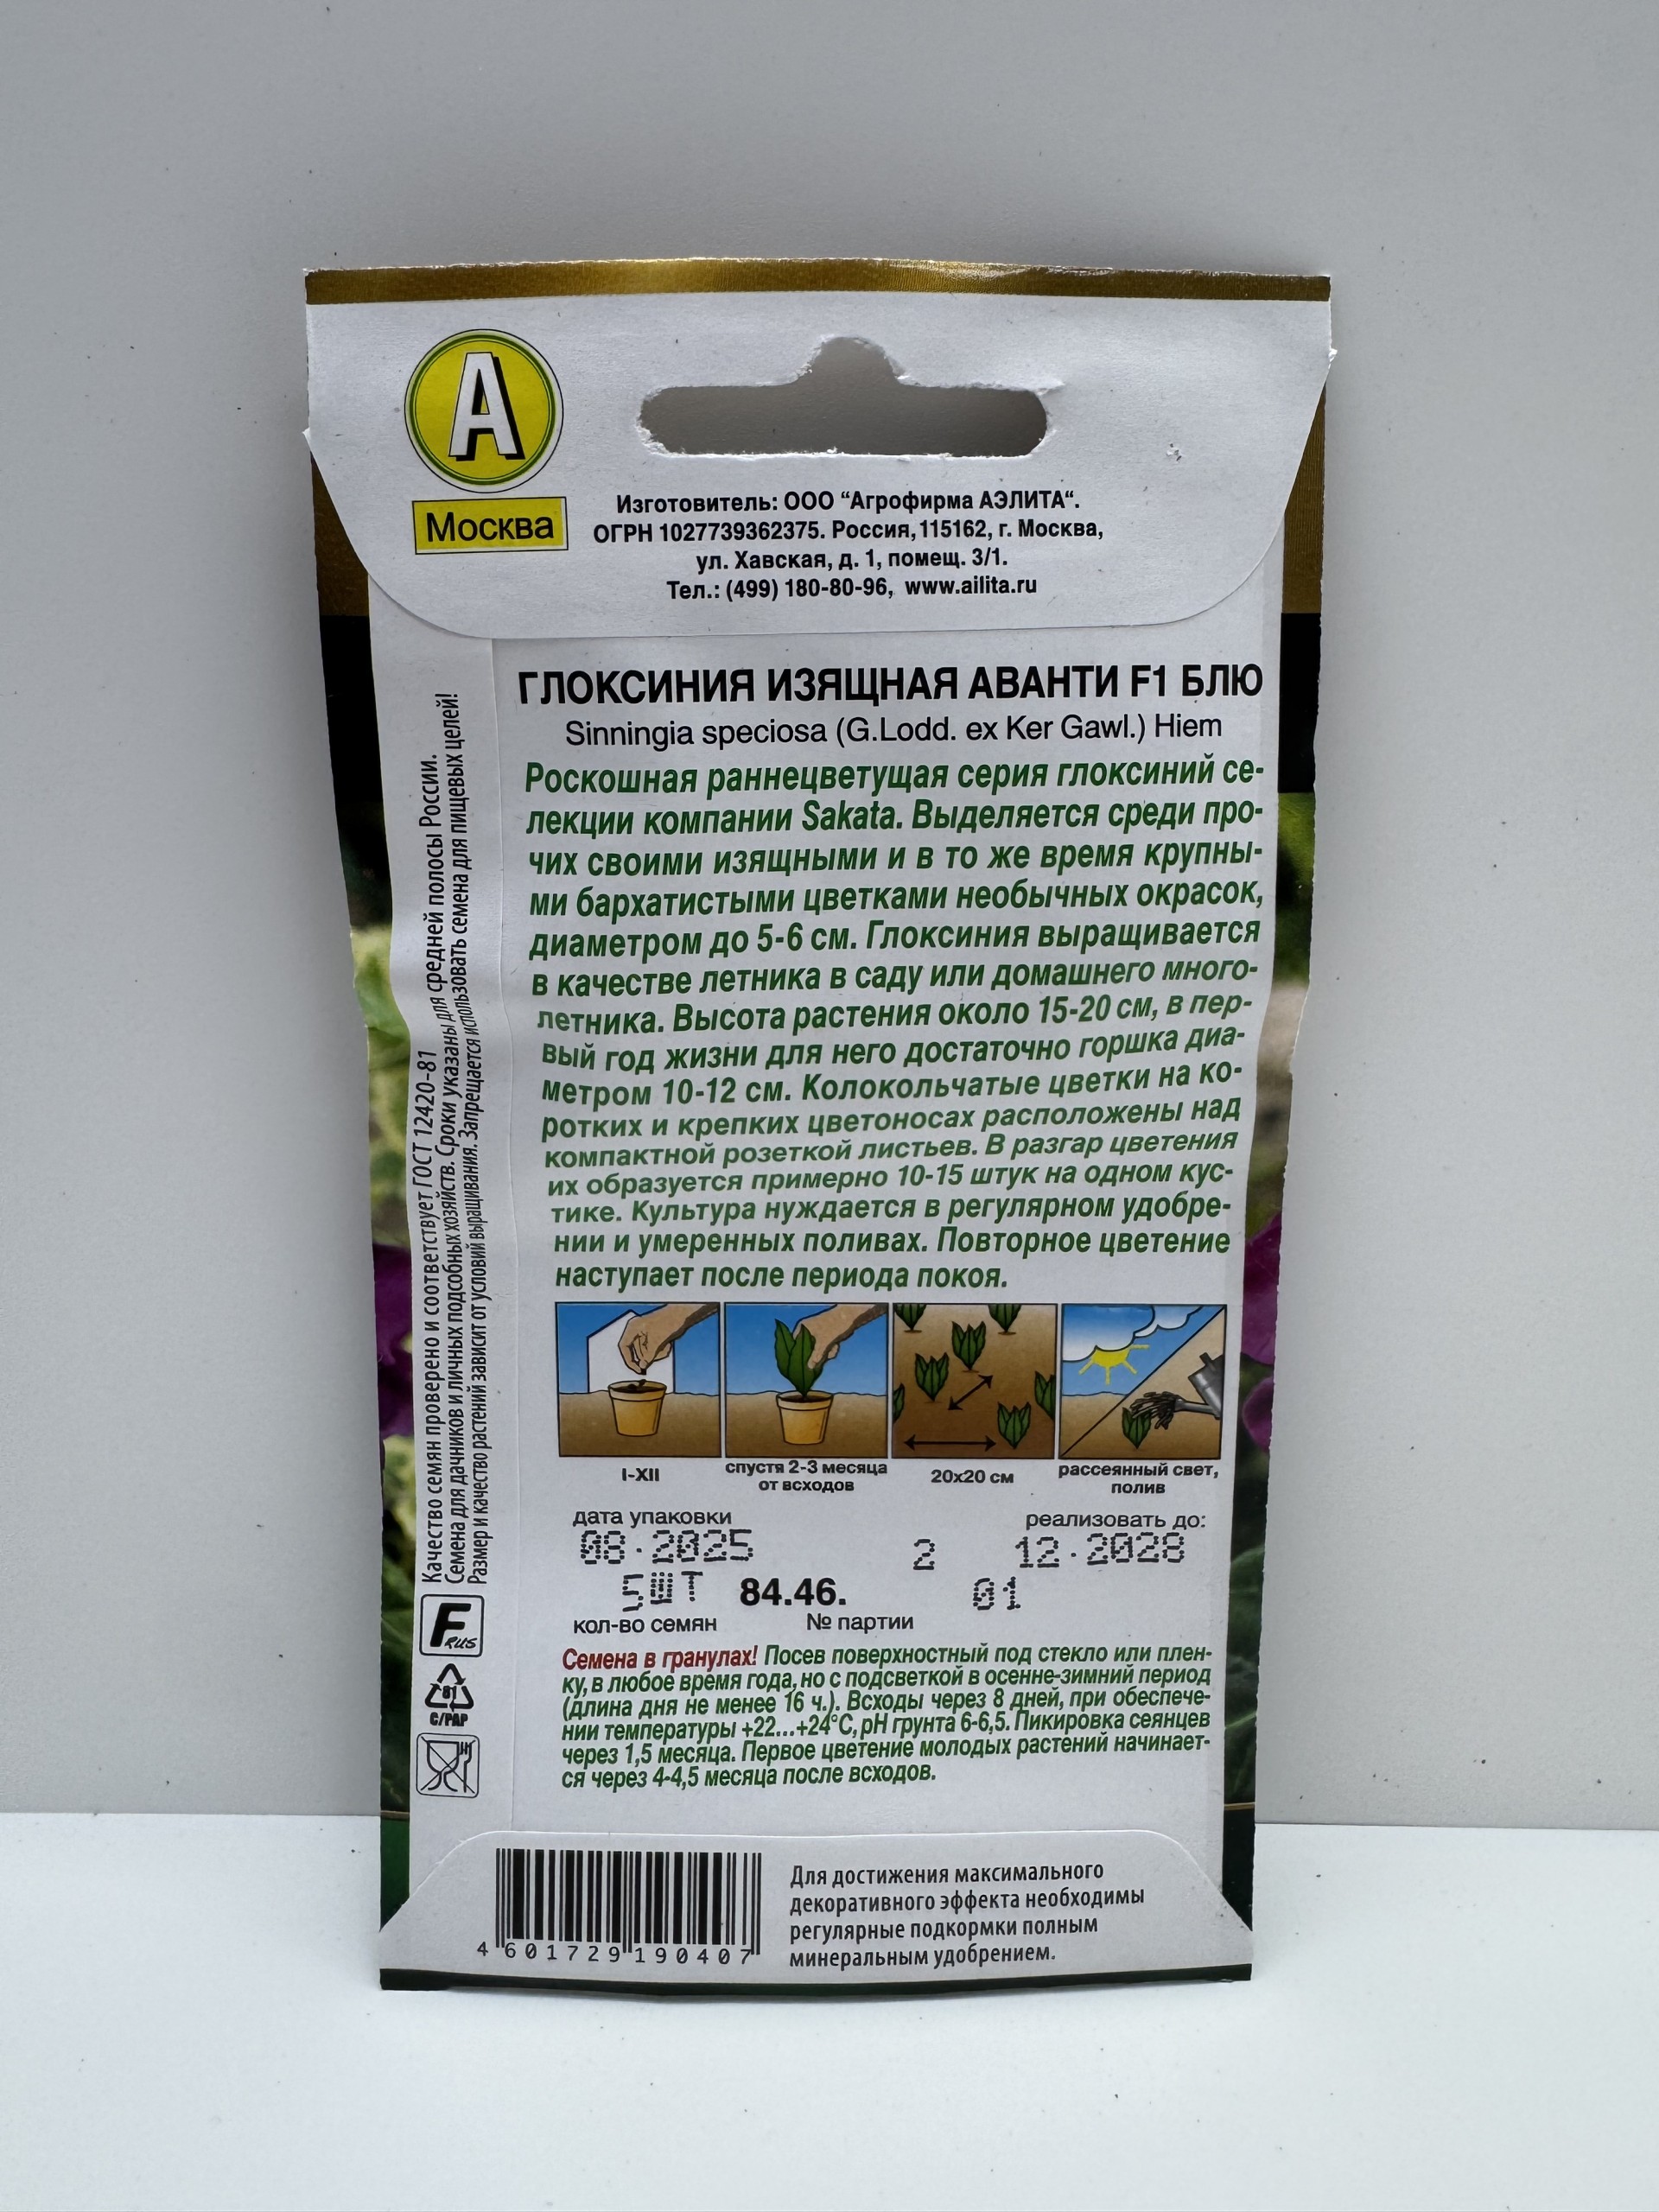 А
Москва
Изготовитель: ООО “Агрофирма АЭЛИТА“.
ОГРН 1027739362375. Россия, 115162, г. Москва,
ул. Хавская, д. 1, помещ. 3/1.
Тел.: (499) 180-80-96, www.ailita.ru
ГЛОКСИНИЯ ИЗЯЩНАЯ АВАНТИ F1 БЛЮ
Sinningia speciosa (G.Lodd. ex Ker Gawl.) Hiem
Роскошная раннецветущая серия глоксиний се-
лекции компании Sakata. Выделяется среди про-
чих своими изящными и в то же время крупны-
ми бархатистыми цветками необычных окрасок,
диаметром до 5-6 см. Глоксиния выращивается
в качестве летника в саду или домашнего много-
летника. Высота растения около 15-20 см, в пер-
вый год жизни для него достаточно горшка диа-
метром 10-12 см. Колокольчатые цветки на ко-
ротких и крепких цветоносах расположены над
компактной розеткой листьев. В разгар цветения
их образуется примерно 10-15 штук на одном кус-
тике. Культура нуждается в регулярном удобре-
нии и умеренных поливах. Повторное цветение
наступает после периода покоя.
I-XII
спустя 2-3 месяца
от всходов
20х20 см
рассеянный свет,
полив
дата упаковки
реализовать до:
08.2025 2 12.2028
5ШТ 84.46. 01
кол-во семян № партии
Семена в гранулах! Посев поверхностный под стекло или плен-
ку, в любое время года, но с подсветкой в осенне-зимний период
(длина дня не менее 16 ч.). Всходы через 8 дней, при обеспече-
нии температуры +22...+24°С, рН грунта 6-6,5. Пикировка сеянцев
через 1,5 месяца. Первое цветение молодых растений начинает-
ся через 4-4,5 месяца после всходов.
Качество семян проверено и соответствует ГОСТ 12420-81
Семена для дачников и личных подсобных хозяйств. Сроки указаны для средней полосы России.
Размер и качество растений зависит от условий выращивания. Запрещается использовать семена для пищевых целей!
F RUS
81
C/PAP
4 601729 190407
Для достижения максимального
декоративного эффекта необходимы
регулярные подкормки полным
минеральным удобрением.